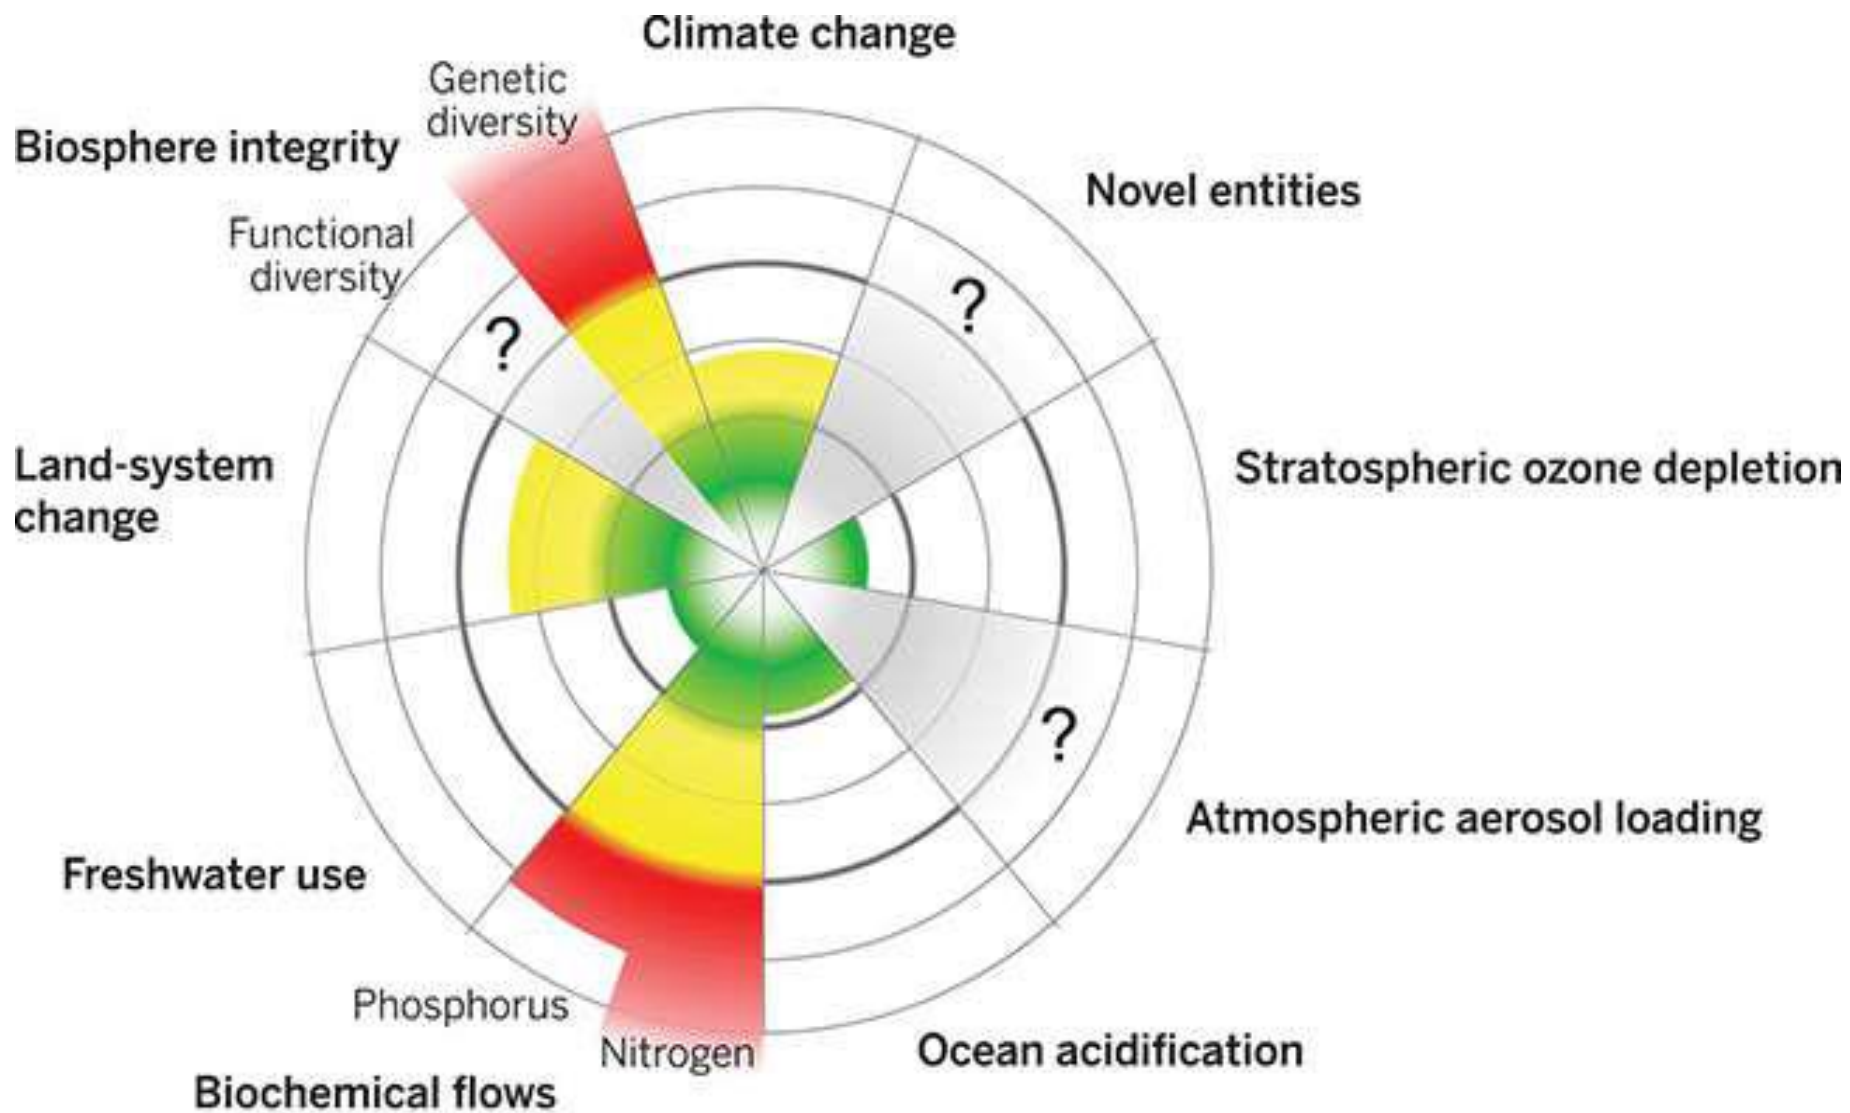 Climate change
Genetic
diversity
Biosphere integrity
Novel entities
Functional
diversity
?
?
Land-system
change
Stratospheric ozone depletion
?
Atmospheric aerosol loading
Freshwater use
Phosphorus
Nitrogen
Ocean acidification
Biochemical flows